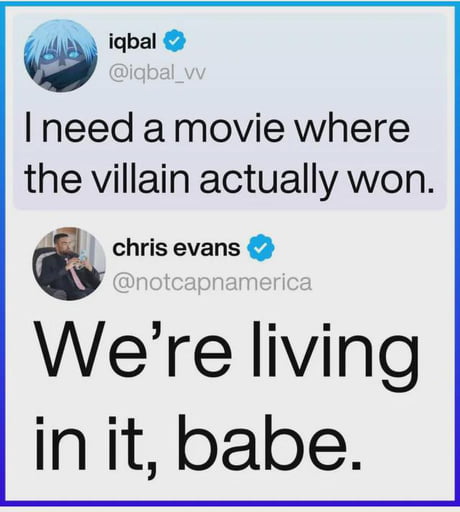 iqbal
@iqbal_vv
I need a movie where
the villain actually won.
chris evans
@notcapnamerica
We're living
in it, babe.